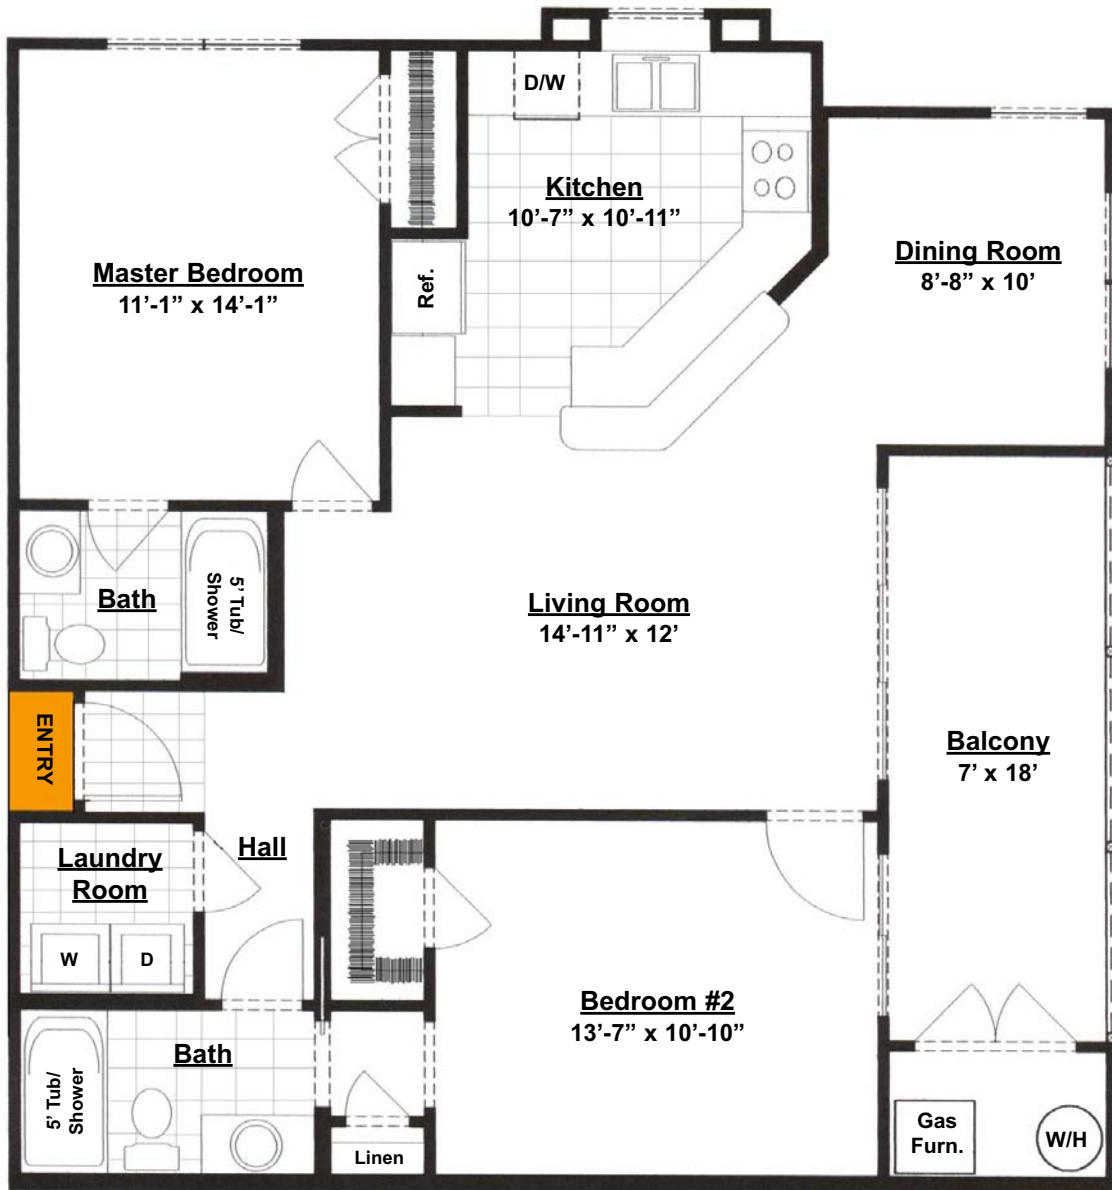 D/W
Kitchen
10’-7” x 10’-11”
Master Bedroom
11’-1” x 14’-1”
Ref.
Dining Room
8’-8” x 10’
Bath
5’ Tub/
Shower
Living Room
14’-11” x 12’
ENTRY
Balcony
7’ x 18’
Hall
Laundry
Room
W
D
Bedroom #2
13’-7” x 10’-10”
Bath
5’ Tub/
Shower
Linen
Gas
Furn.
W/H